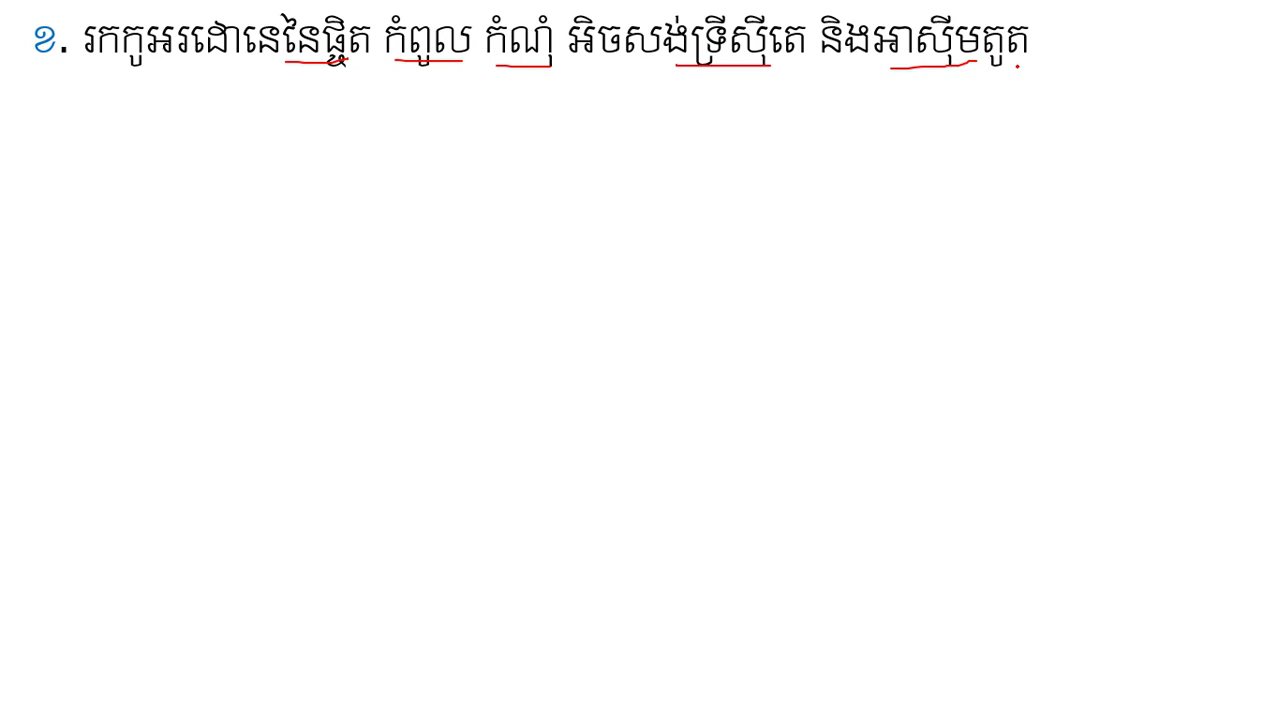 ខ. រកកូអរដោនេនៃផ្ចិត កំពូល កំណុំ អិចសង់ទ្រីស៊ីតេ និងអាស៊ីមតូត